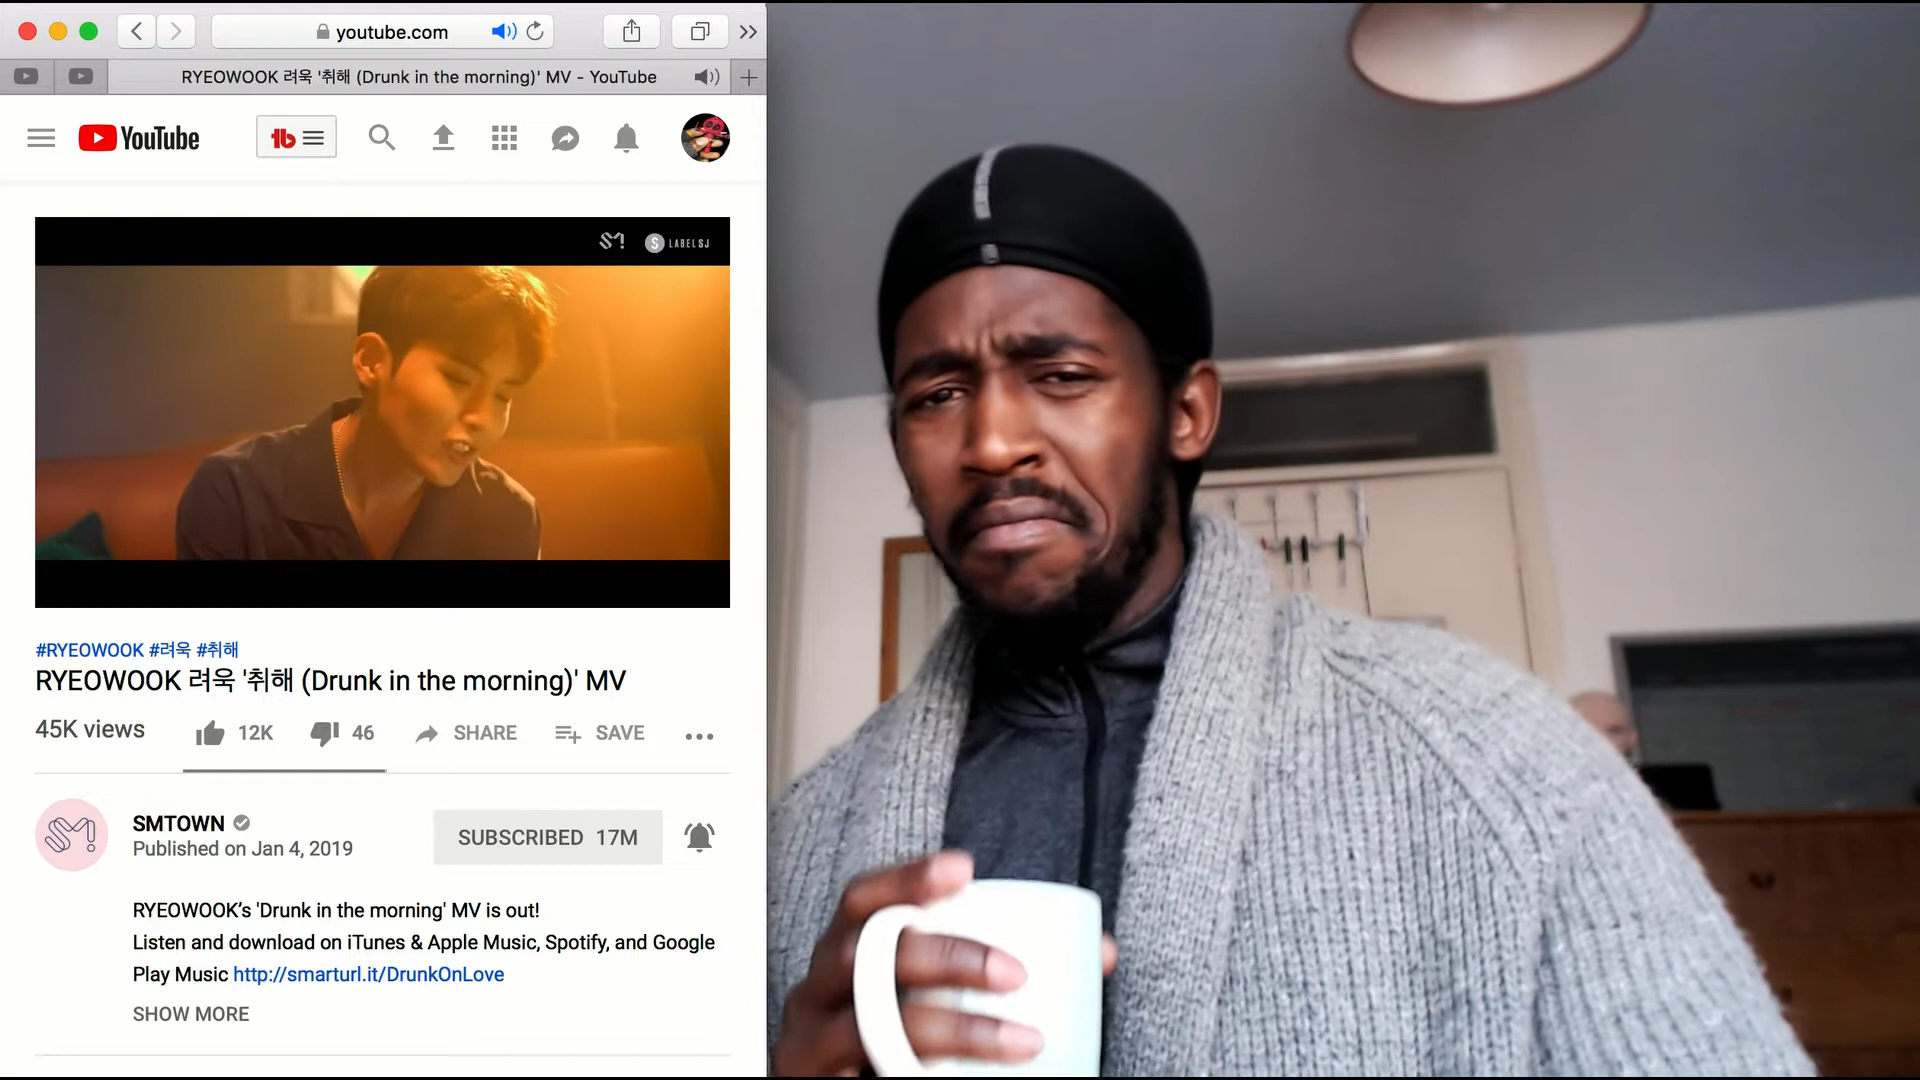 youtube.com
RYEOWOOK 려욱 '취해 (Drunk in the morning)' MV - YouTube
YouTube
SM!
S LABELSJ
#RYEOWOOK #려욱 #취해
RYEOWOOK 려욱 '취해 (Drunk in the morning)' MV
45K views
12K
46
SHARE
SAVE
SM!
SMTOWN
Published on Jan 4, 2019
SUBSCRIBED 17M
RYEOWOOK's 'Drunk in the morning' MV is out!
Listen and download on iTunes & Apple Music, Spotify, and Google
Play Music http://smarturl.it/DrunkOnLove
SHOW MORE